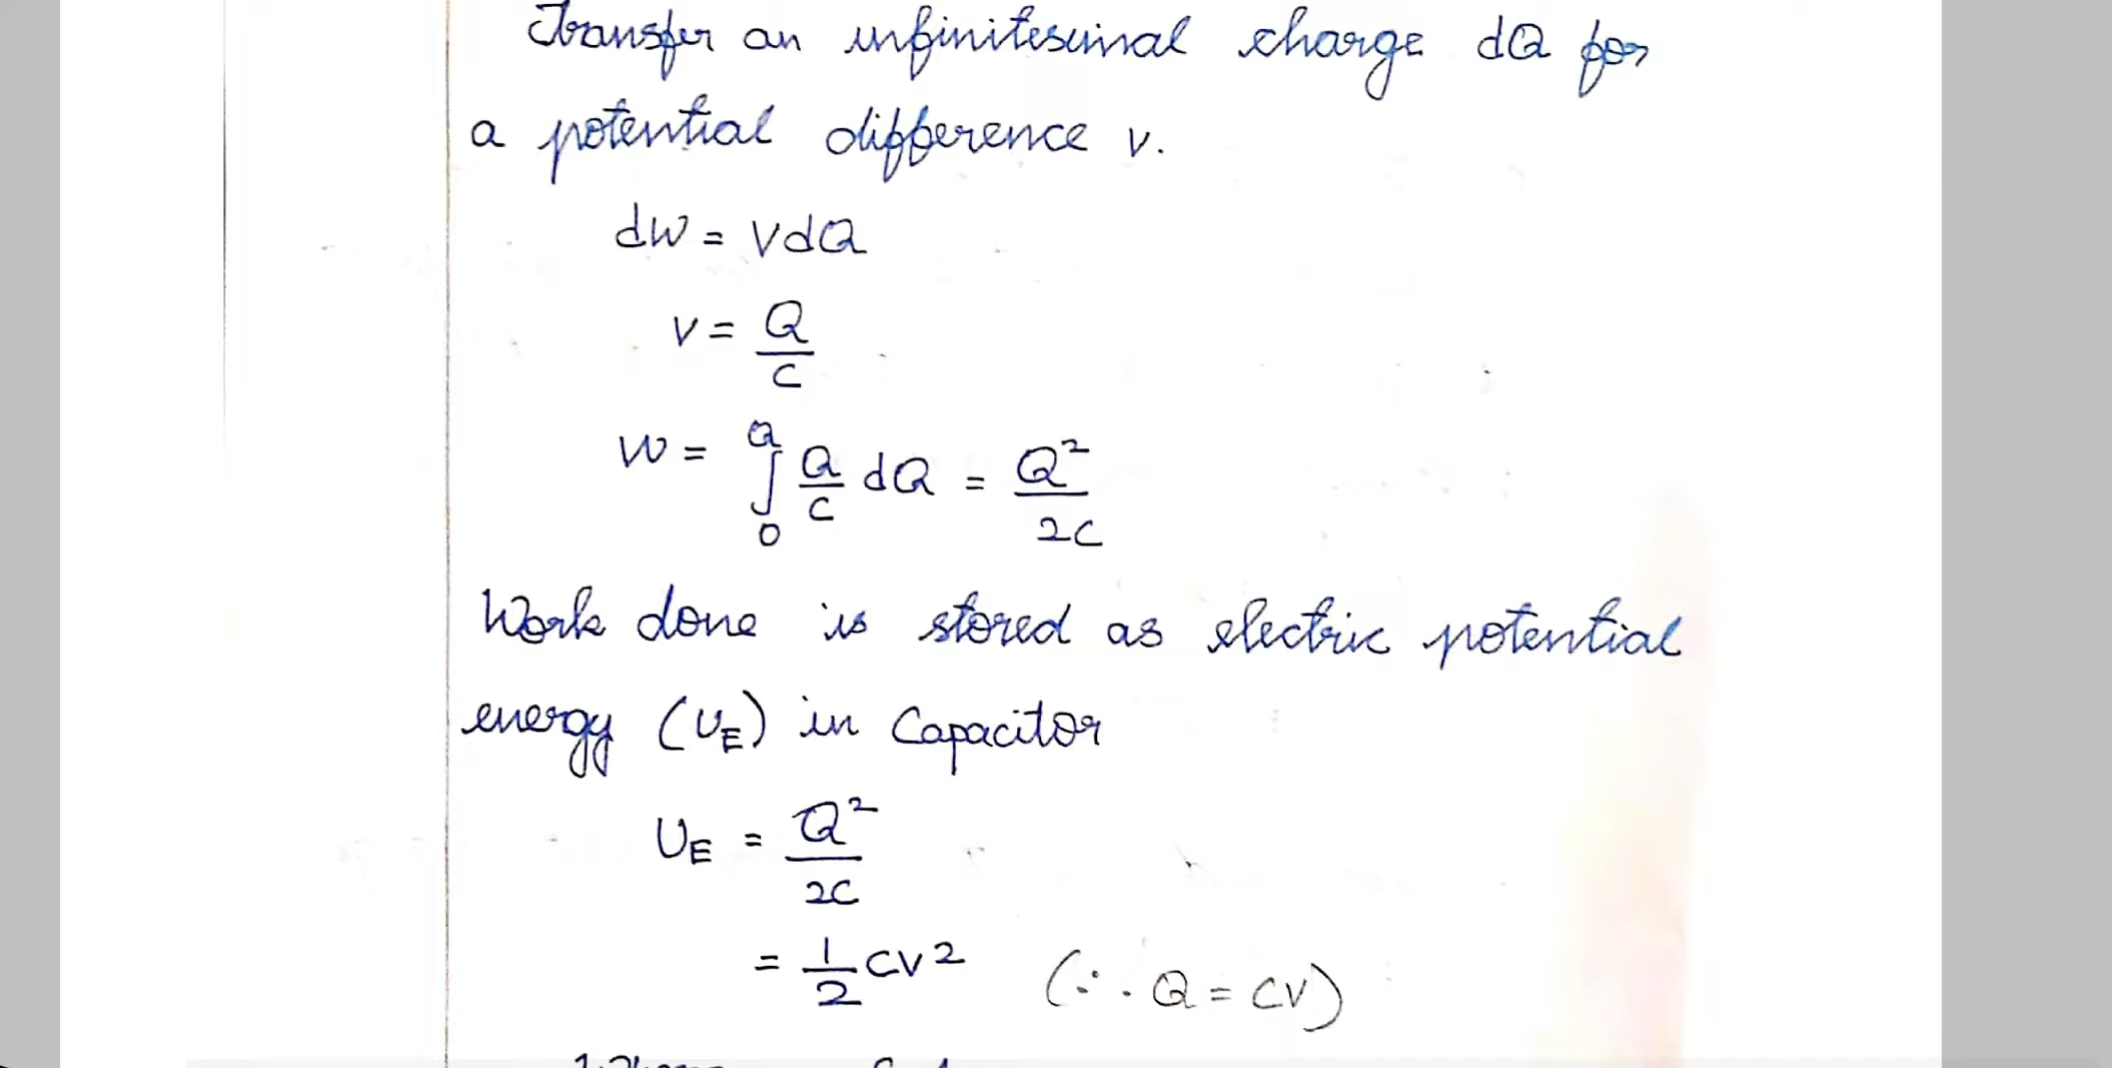 Transfer an infinitesimal charge dQ for
a potential difference v.
dW = VdQ
V = Q/C
W = ∫₀^Q Q/C dQ = Q²/2C
Work done is stored as electric potential
energy (U_E) in Capacitor
U_E = Q²/2C
= 1/2 CV² (∵ Q = CV)